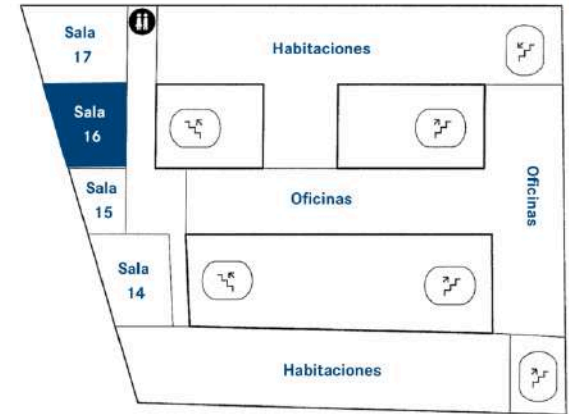 Sala
17
Habitaciones
Sala
16
Sala
15
Oficinas
Oficinas
Sala
14
Habitaciones